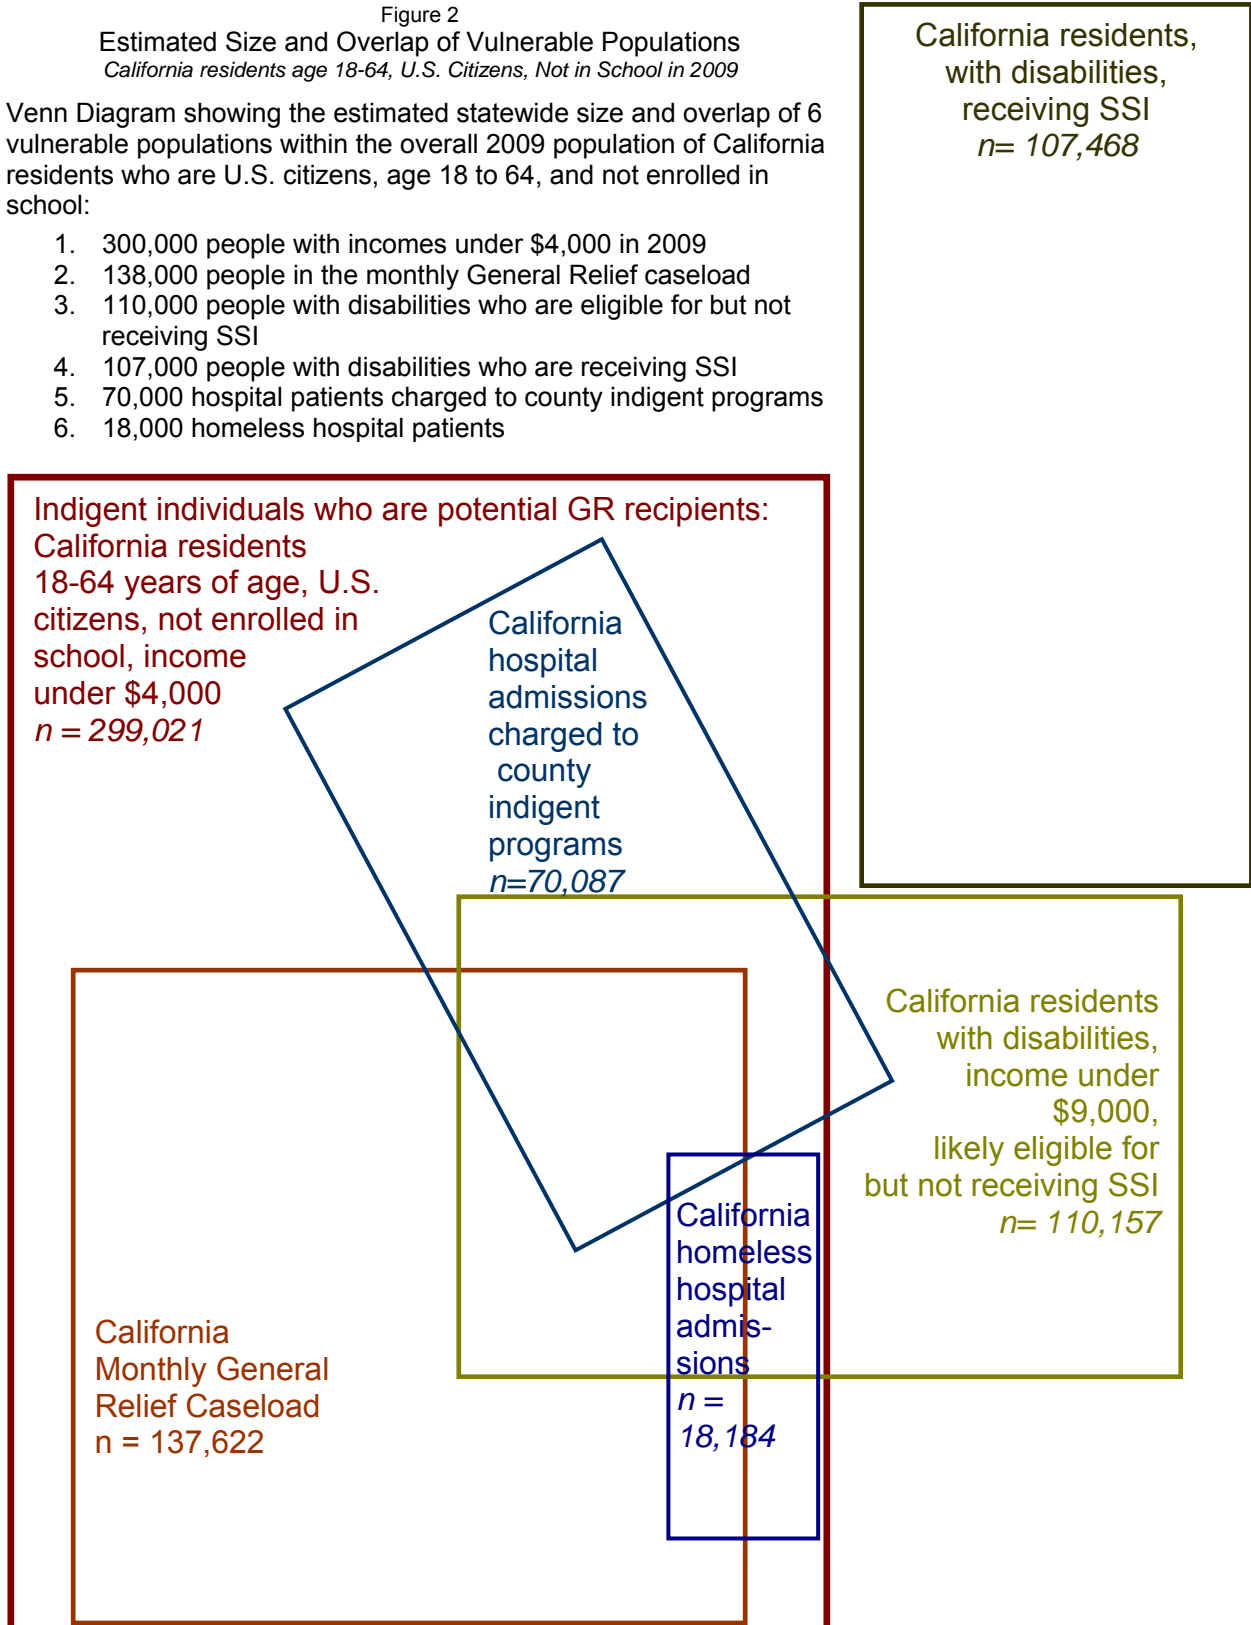 Figure 2
Estimated Size and Overlap of Vulnerable Populations
California residents age 18-64, U.S. Citizens, Not in School in 2009
Venn Diagram showing the estimated statewide size and overlap of 6
vulnerable populations within the overall 2009 population of California
residents who are U.S. citizens, age 18 to 64, and not enrolled in
school:
1. 300,000 people with incomes under $4,000 in 2009
2. 138,000 people in the monthly General Relief caseload
3. 110,000 people with disabilities who are eligible for but not
receiving SSI
4. 107,000 people with disabilities who are receiving SSI
5. 70,000 hospital patients charged to county indigent programs
6. 18,000 homeless hospital patients
California residents,
with disabilities,
receiving SSI
n= 107,468
Indigent individuals who are potential GR recipients:
California residents
18-64 years of age, U.S.
citizens, not enrolled in
school, income
under $4,000
n = 299,021
California
hospital
admissions
charged to
county
indigent
programs
n=70,087
California residents
with disabilities,
income under
$9,000,
likely eligible for
but not receiving SSI
n= 110,157
California
homeless
hospital
admis-
sions
n =
18,184
California
Monthly General
Relief Caseload
n = 137,622